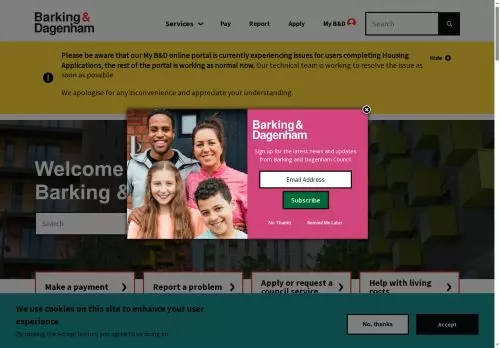 Barking &
Dagenham
Services
Pay
Report
Apply
My B&D
Search
Please be aware that our My B&D online portal is currently experiencing issues for users completing Housing
Applications, the rest of the portal is working as normal now. Our technical team is working to resolve the issue as
soon as possible.
We apologise for any inconvenience and appreciate your understanding.
Hide
Barking &
Dagenham
Sign up for the latest news and updates
from Barking and Dagenham Council.
Email Address
Subscribe
No Thanks
Remind Me Later
Welcome
Barking &
Search
Make a payment
Report a problem
Apply or request a
council service
Help with living
costs
We use cookies on this site to enhance your user
experience
By clicking the Accept button, you agree to us doing so.
No, thanks
Accept